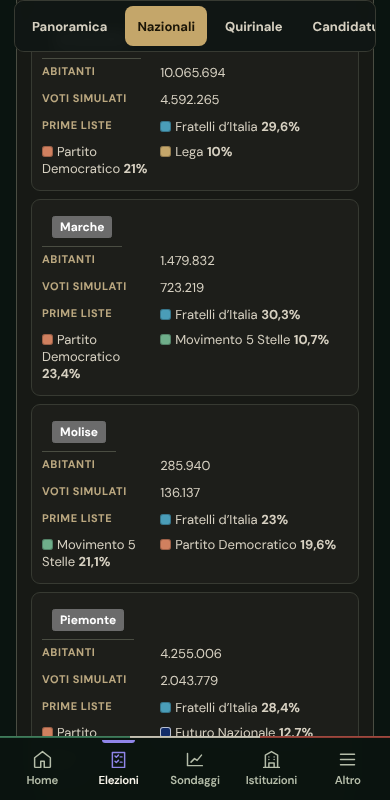 Panoramica Nazionali Quirinale
ABITANTI 10.065.694
VOTI SIMULATI 4.592.265
PRIME LISTE Fratelli d'Italia 29,6%
Partito Lega 10%
Democratico 21%
Marche
ABITANTI 1.479.832
VOTI SIMULATI 723.219
PRIME LISTE Fratelli d'Italia 30,3%
Partito Movimento 5 Stelle 10,7%
Democratico
23,4%
Molise
ABITANTI 285.940
VOTI SIMULATI 136.137
PRIME LISTE Fratelli d'Italia 23%
Movimento 5 Partito Democratico 19,6%
Stelle 21,1%
Piemonte
ABITANTI 4.255.006
VOTI SIMULATI 2.043.779
PRIME LISTE Fratelli d'Italia 28,4%
Partito Futuro Nazionale 12,7%
Home Elezioni Sondaggi Istituzioni Altro